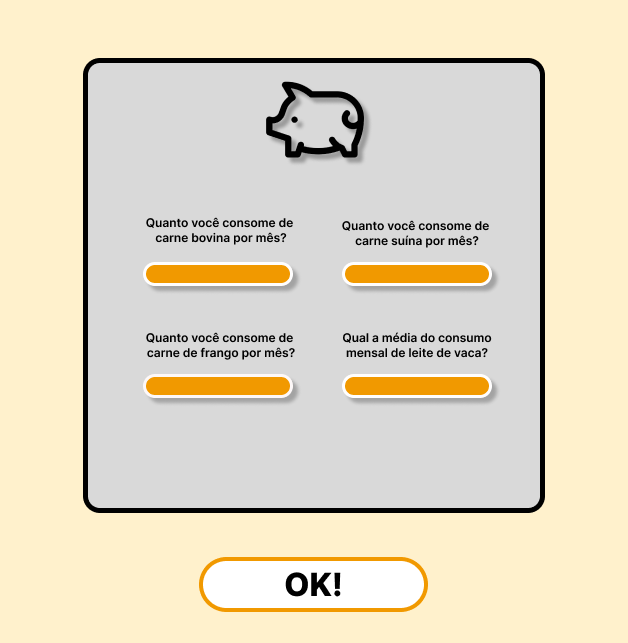 Quanto você consome de
carne bovina por mês?
Quanto você consome de
carne suína por mês?
Quanto você consome de
carne de frango por mês?
Qual a média do consumo
mensal de leite de vaca?
OK!